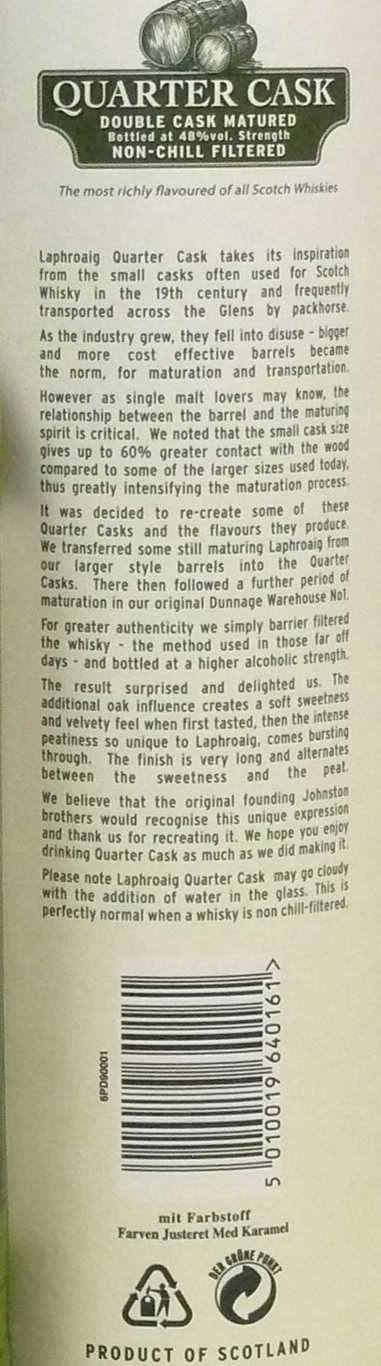 QUARTER CASK
DOUBLE CASK MATURED
Bottled at 48%vol. Strength
NON-CHILL FILTERED
The most richly flavoured of all Scotch Whiskies
Laphroaig Quarter Cask takes its inspiration
from the small casks often used for Scotch
Whisky in the 19th century and frequently
transported across the Glens by packhorse.
As the industry grew, they fell into disuse - bigger
and more cost effective barrels became
the norm, for maturation and transportation.
However as single malt lovers may know, the
relationship between the barrel and the maturing
spirit is critical. We noted that the small cask size
gives up to 60% greater contact with the wood
compared to some of the larger sizes used today,
thus greatly intensifying the maturation process.
It was decided to re-create some of these
Quarter Casks and the flavours they produce.
We transferred some still maturing Laphroaig from
our larger style barrels into the Quarter
Casks. There then followed a further period of
maturation in our original Dunnage Warehouse No1.
For greater authenticity we simply barrier filtered
the whisky - the method used in those far off
days - and bottled at a higher alcoholic strength.
The result surprised and delighted us. The
additional oak influence creates a soft sweetness
and velvety feel when first tasted, then the intense
peatiness so unique to Laphroaig, comes bursting
through. The finish is very long and alternates
between the sweetness and the peat.
We believe that the original founding Johnston
brothers would recognise this unique expression
and thank us for recreating it. We hope you enjoy
drinking Quarter Cask as much as we did making it.
Please note Laphroaig Quarter Cask may go cloudy
with the addition of water in the glass. This is
perfectly normal when a whisky is non chill-filtered.
6PD90001
5 010019 640161 >
mit Farbstoff
Farven Justeret Med Karamel
DER GRÜNE PUNKT
PRODUCT OF SCOTLAND